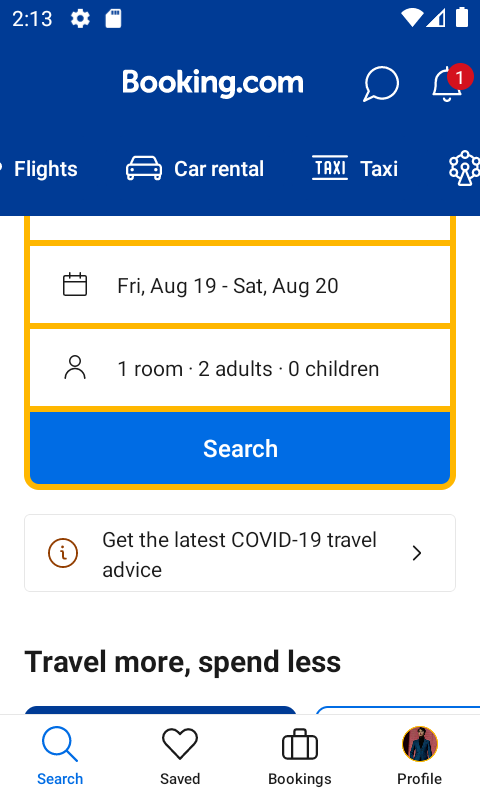 2:13
Booking.com
1
Flights
Car rental
TAXI Taxi
Fri, Aug 19 - Sat, Aug 20
1 room · 2 adults · 0 children
Search
Get the latest COVID-19 travel
advice
Travel more, spend less
Search
Saved
Bookings
Profile